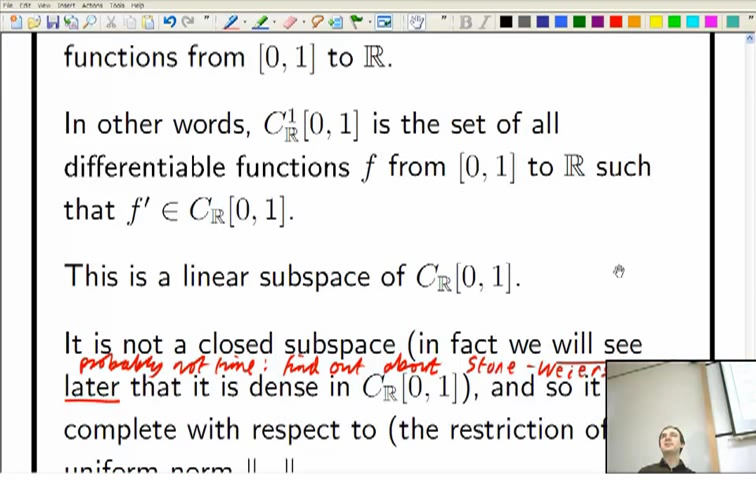 File Edit View Insert Actions Tools Help
functions from [0, 1] to ℝ.
In other words, C¹_ℝ[0, 1] is the set of all
differentiable functions f from [0, 1] to ℝ such
that f′ ∈ C_ℝ[0, 1].
This is a linear subspace of C_ℝ[0, 1].
It is not a closed subspace (in fact we will see
probably not time: find out about Stone-Weier
later that it is dense in C_ℝ[0, 1]), and so it
complete with respect to (the restriction of
uniform norm ‖ ‖